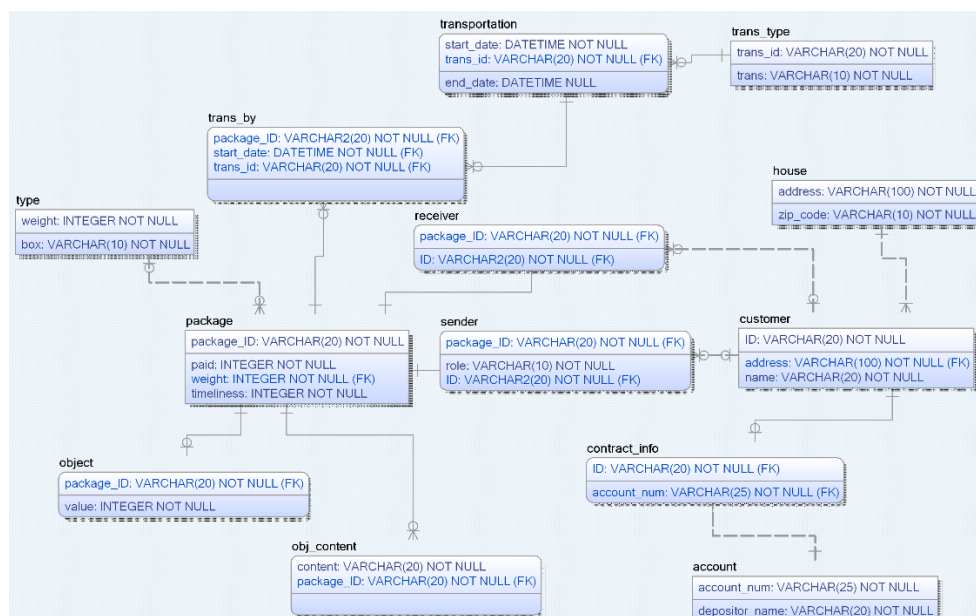 transportation
start_date: DATETIME NOT NULL
trans_id: VARCHAR(20) NOT NULL (FK)
end_date: DATETIME NULL
trans_type
trans_id: VARCHAR(20) NOT NULL
trans: VARCHAR(10) NOT NULL
trans_by
package_ID: VARCHAR2(20) NOT NULL (FK)
start_date: DATETIME NOT NULL (FK)
trans_id: VARCHAR(20) NOT NULL (FK)
house
address: VARCHAR(100) NOT NULL
zip_code: VARCHAR(10) NOT NULL
type
weight: INTEGER NOT NULL
box: VARCHAR(10) NOT NULL
receiver
package_ID: VARCHAR(20) NOT NULL (FK)
ID: VARCHAR2(20) NOT NULL (FK)
package
package_ID: VARCHAR(20) NOT NULL
paid: INTEGER NOT NULL
weight: INTEGER NOT NULL (FK)
timeliness: INTEGER NOT NULL
sender
package_ID: VARCHAR(20) NOT NULL (FK)
role: VARCHAR(10) NOT NULL
ID: VARCHAR2(20) NOT NULL (FK)
customer
ID: VARCHAR(20) NOT NULL
address: VARCHAR(100) NOT NULL (FK)
name: VARCHAR(20) NOT NULL
object
package_ID: VARCHAR(20) NOT NULL (FK)
value: INTEGER NOT NULL
contract_info
ID: VARCHAR(20) NOT NULL (FK)
account_num: VARCHAR(25) NOT NULL (FK)
obj_content
content: VARCHAR(20) NOT NULL
package_ID: VARCHAR(20) NOT NULL (FK)
account
account_num: VARCHAR(25) NOT NULL
depositor_name: VARCHAR(20) NOT NULL